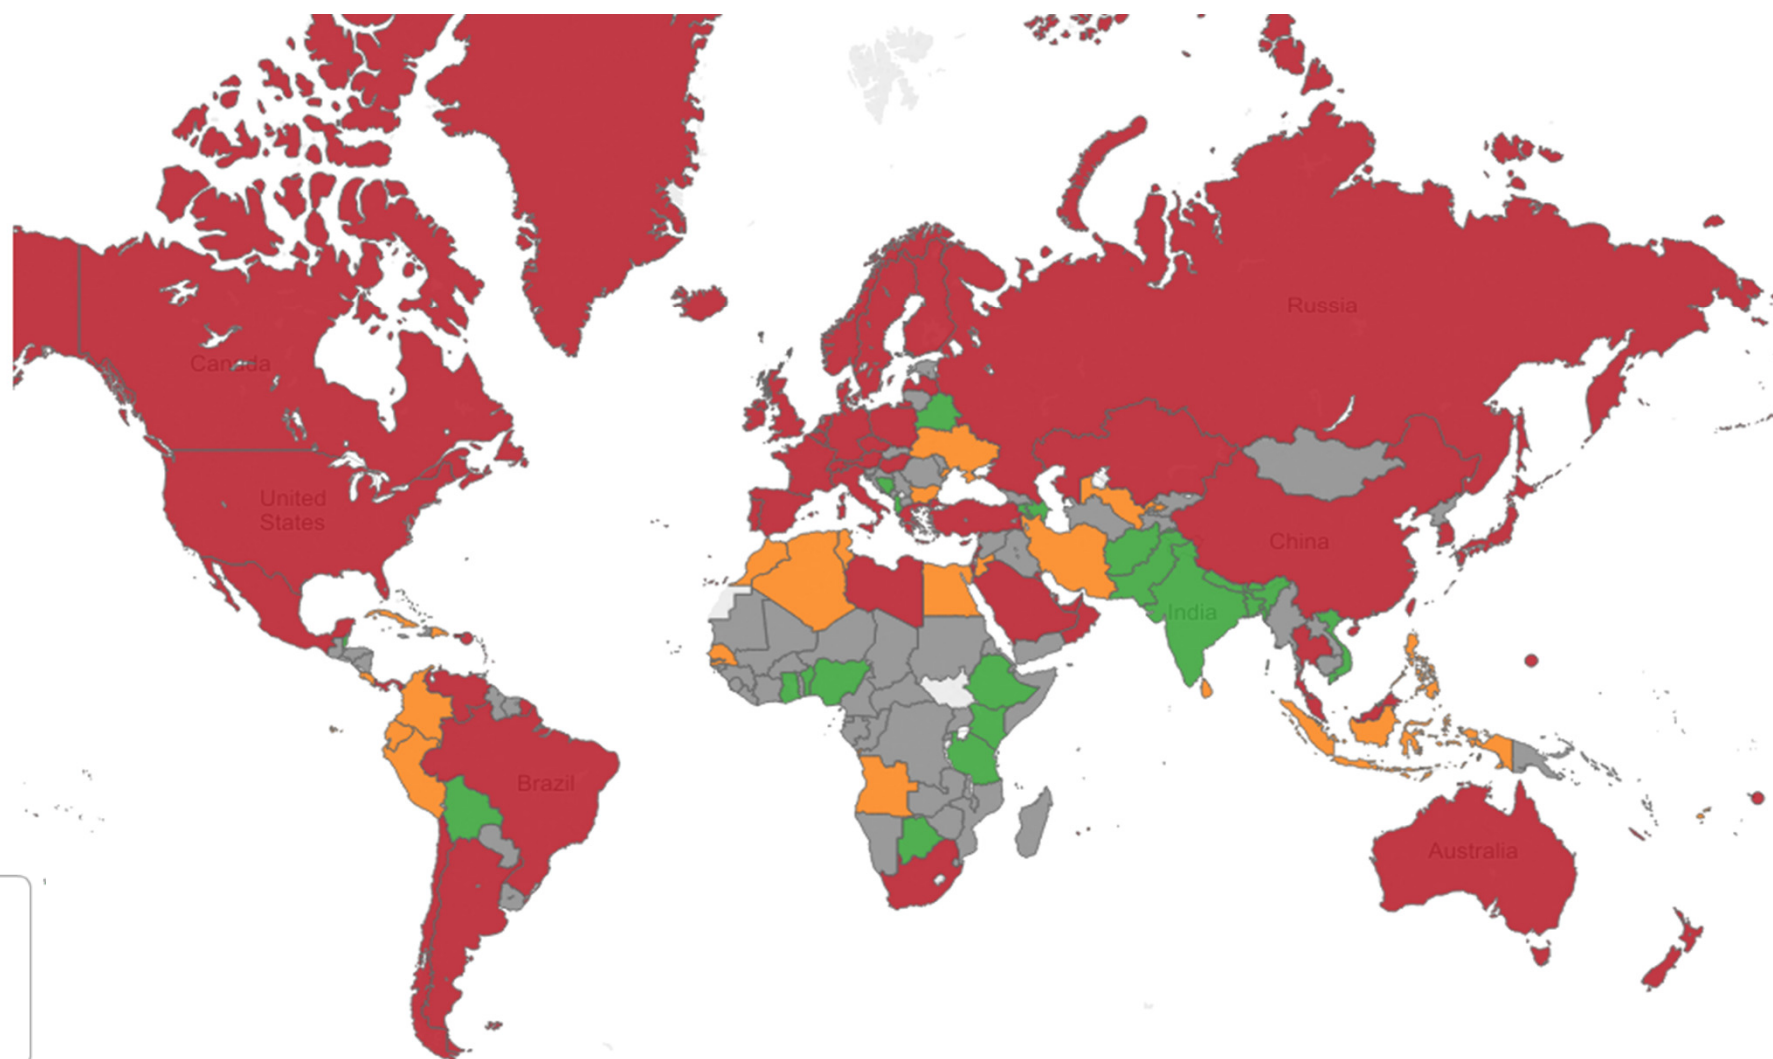 Russia
Canada
United
States
China
India
Brazil
Australia